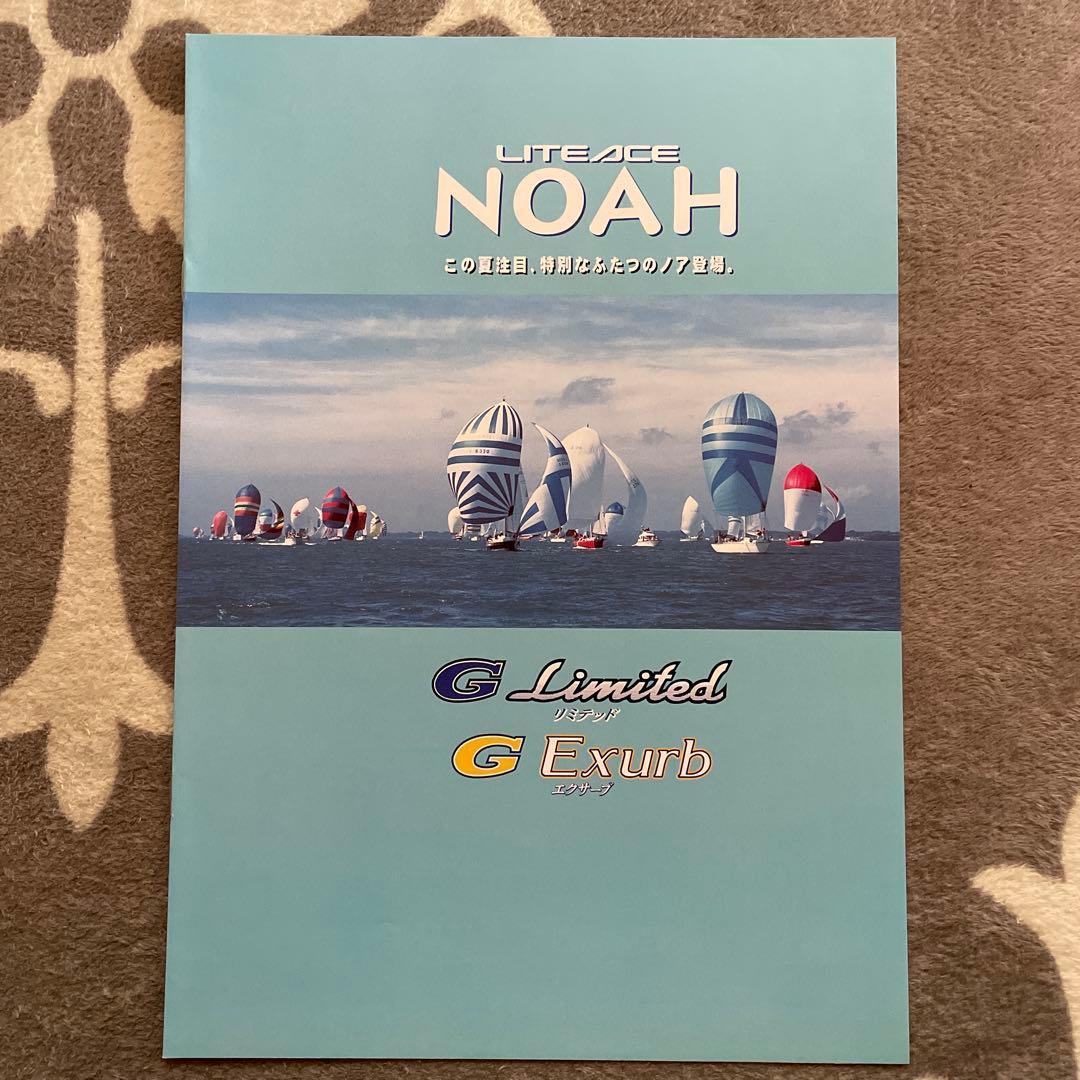 LITEACE
NOAH
この夏注目、特別なふたつのノア登場。
G Limited
リミテッド
G Exurb
エクサーブ